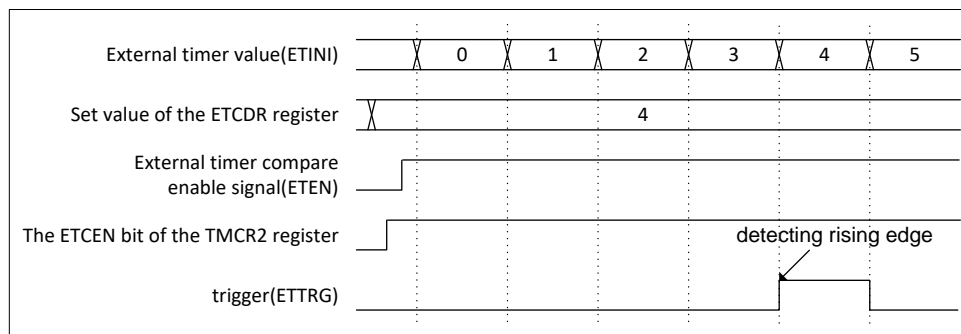 External timer value(ETINI)
0 1 2 3 4 5
Set value of the ETCDR register
4
External timer compare
enable signal(ETEN)
The ETCEN bit of the TMCR2 register
detecting rising edge
trigger(ETTRG)